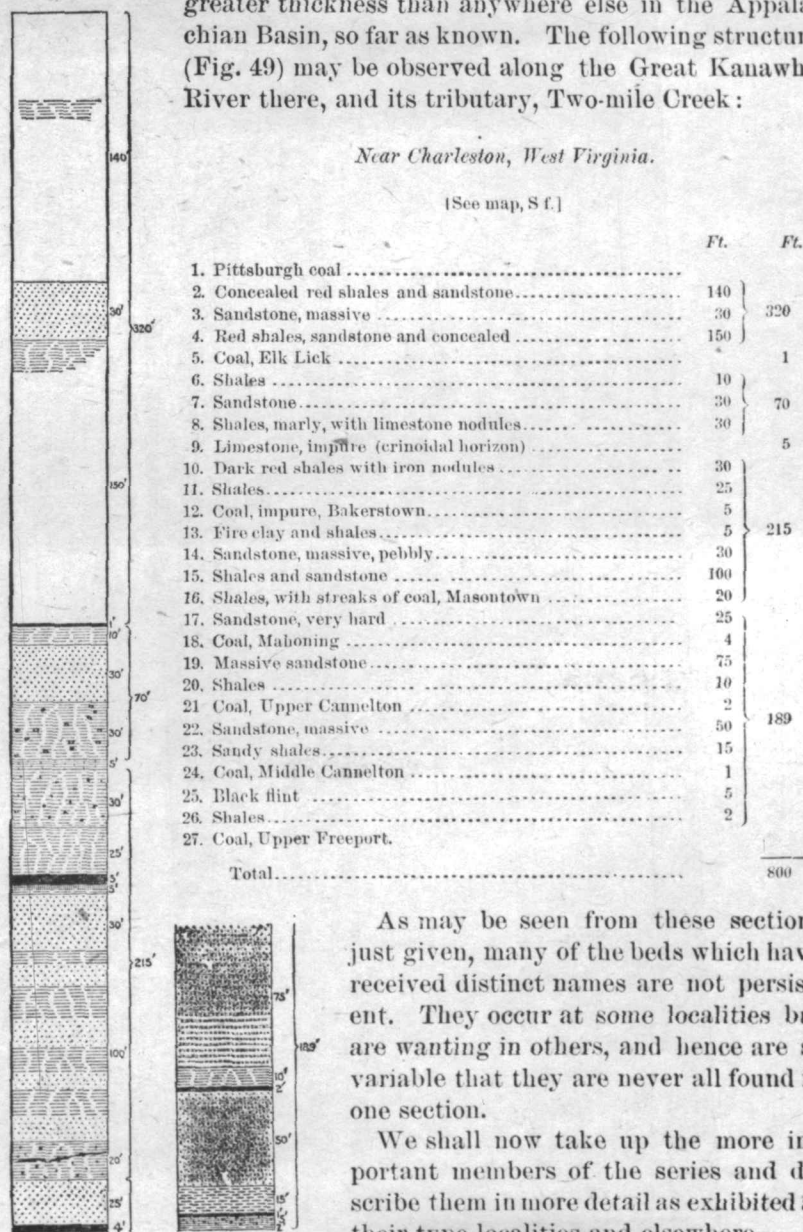 greater thickness than anywhere else in the Appala
chian Basin, so far as known. The following structur
(Fig. 49) may be observed along the Great Kanawh
River there, and its tributary, Two-mile Creek :
Near Charleston, West Virginia.
[See map, S f.]
Ft. Ft.
1. Pittsburgh coal
2. Concealed red shales and sandstone 140
3. Sandstone, massive 30 320
4. Red shales, sandstone and concealed 150
5. Coal, Elk Lick 1
6. Shales 10
7. Sandstone 30 70
8. Shales, marly, with limestone nodules 30
9. Limestone, impure (crinoidal horizon) 5
10. Dark red shales with iron nodules 30
11. Shales 25
12. Coal, impure, Bakerstown 5
13. Fire clay and shales 5 215
14. Sandstone, massive, pebbly 30
15. Shales and sandstone 100
16. Shales, with streaks of coal, Masontown 20
17. Sandstone, very hard 25
18. Coal, Mahoning 4
19. Massive sandstone 75
20. Shales 10
21 Coal, Upper Cannelton 2
22. Sandstone, massive 50 189
23. Sandy shales 15
24. Coal, Middle Cannelton 1
25. Black flint 5
26. Shales 2
27. Coal, Upper Freeport.
Total 800
As may be seen from these section
just given, many of the beds which hav
received distinct names are not persis
ent. They occur at some localities b
are wanting in others, and hence are
variable that they are never all found
one section.
We shall now take up the more i
portant members of the series and d
scribe them in more detail as exhibited
their type localities and elsewhere
140'
30'
320'
150'
1'
10'
30'
70'
30'
5'
30'
25'
5'
5'
30'
215'
100'
20'
25'
4'
75'
189'
10'
2'
50'
15'